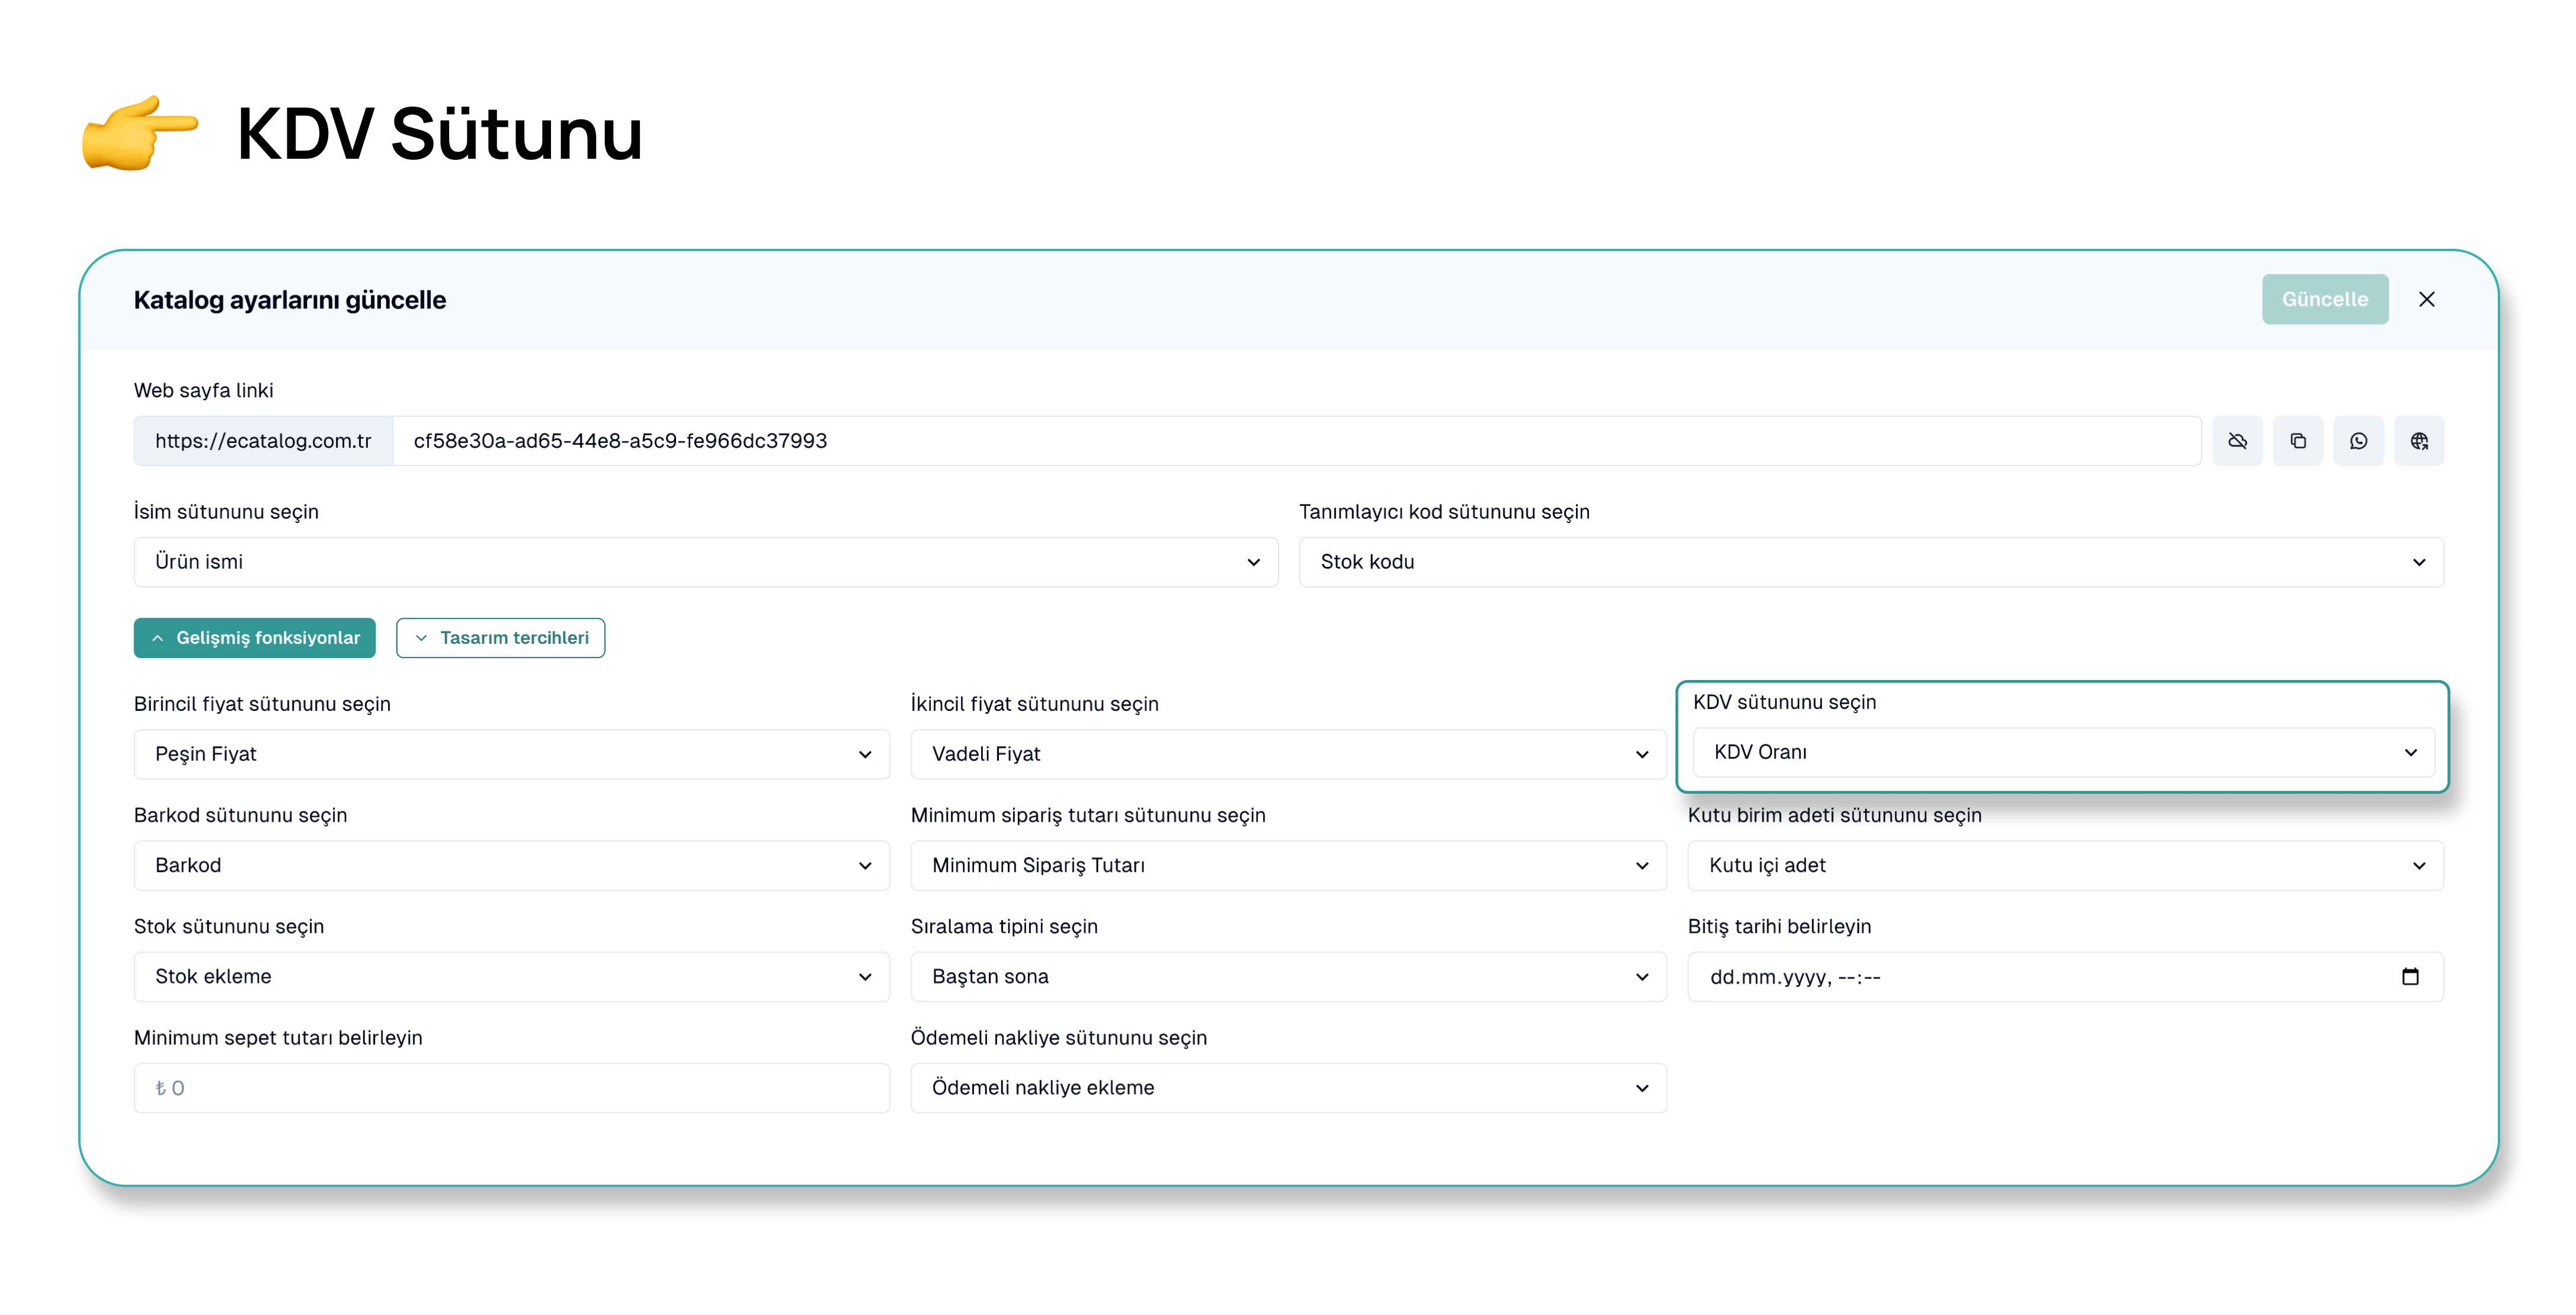 KDV Sütunu
Katalog ayarlarını güncelle
Güncelle
Web sayfa linki
https://ecatalog.com.tr
cf58e30a-ad65-44e8-a5c9-fe966dc37993
İsim sütununu seçin
Tanımlayıcı kod sütununu seçin
Ürün ismi
Stok kodu
Gelişmiş fonksiyonlar
Tasarım tercihleri
Birincil fiyat sütununu seçin
İkincil fiyat sütununu seçin
KDV sütununu seçin
Peşin Fiyat
Vadeli Fiyat
KDV Oranı
Barkod sütununu seçin
Minimum sipariş tutarı sütununu seçin
Kutu birim adeti sütununu seçin
Barkod
Minimum Sipariş Tutarı
Kutu içi adet
Stok sütununu seçin
Sıralama tipini seçin
Bitiş tarihi belirleyin
Stok ekleme
Baştan sona
dd.mm.yyyy, --:--
Minimum sepet tutarı belirleyin
Ödemeli nakliye sütununu seçin
₺ 0
Ödemeli nakliye ekleme